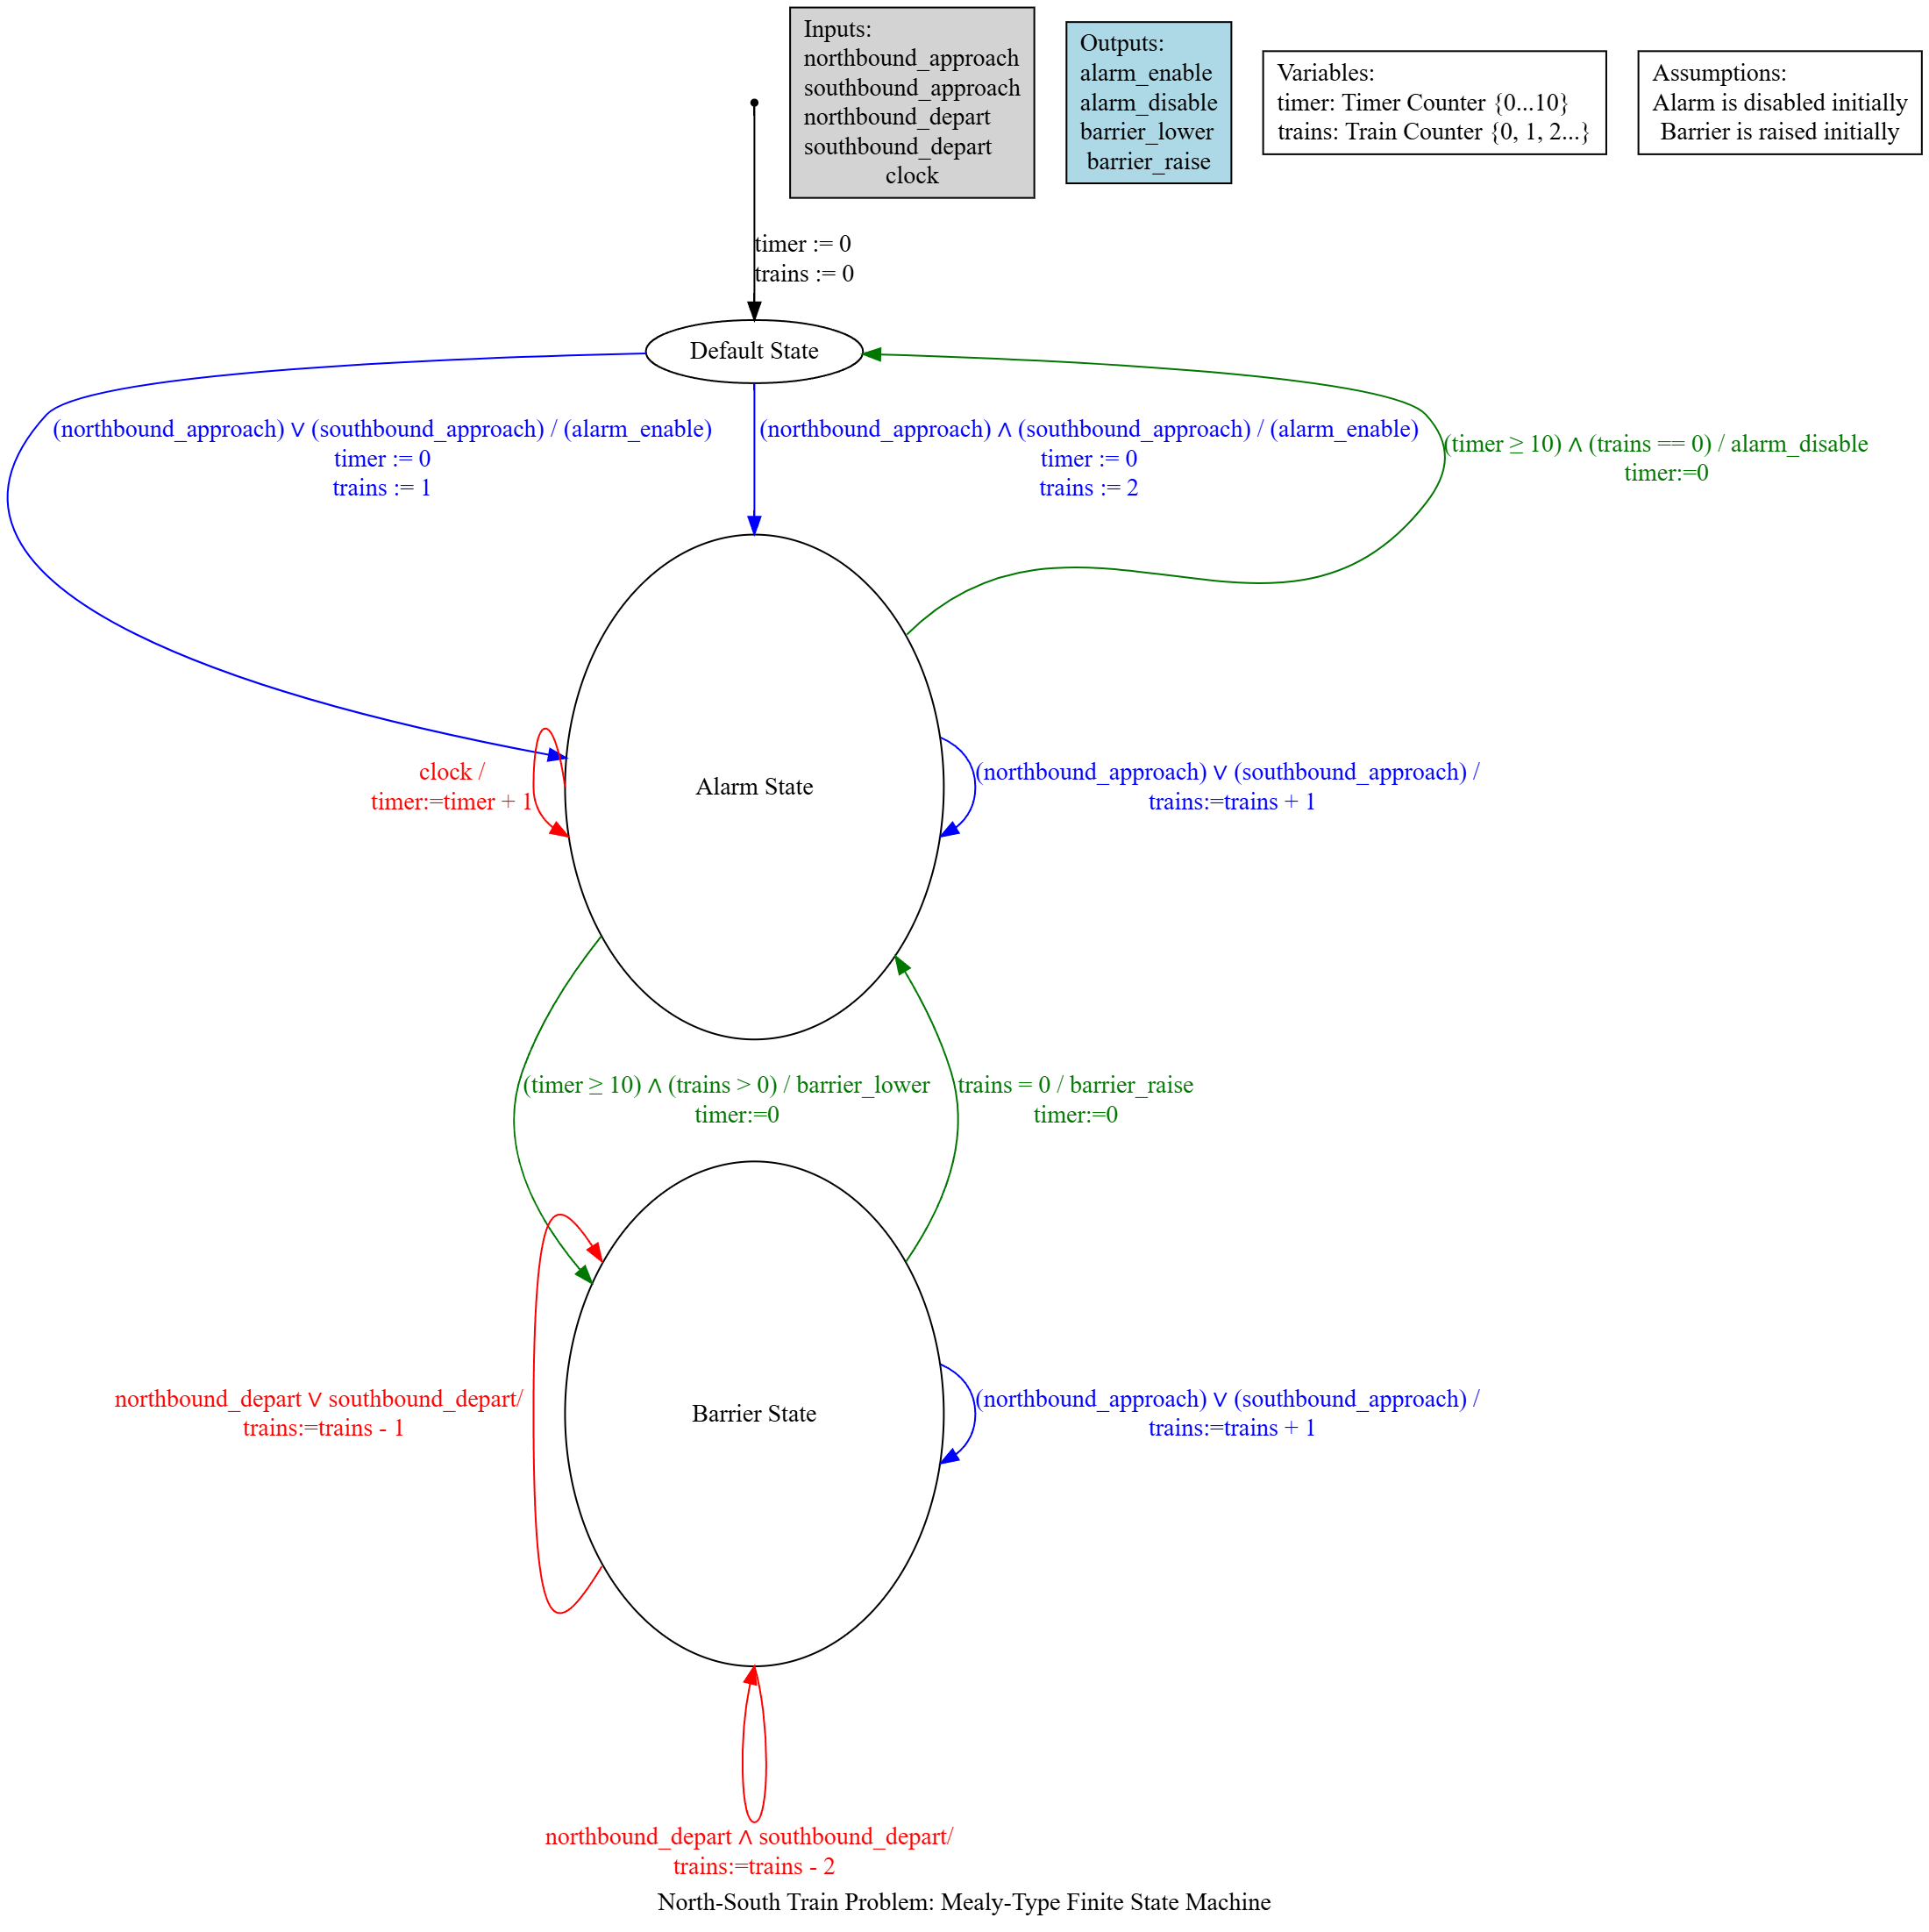 Inputs:
northbound_approach
southbound_approach
northbound_depart
southbound_depart
clock
Outputs:
alarm_enable
alarm_disable
barrier_lower
barrier_raise
Variables:
timer: Timer Counter {0...10}
trains: Train Counter {0, 1, 2...}
Assumptions:
Alarm is disabled initially
Barrier is raised initially
timer := 0
trains := 0
Default State
(northbound_approach) ∨ (southbound_approach) / (alarm_enable)
timer := 0
trains := 1
(northbound_approach) ∧ (southbound_approach) / (alarm_enable)
timer := 0
trains := 2
(timer ≥ 10) ∧ (trains == 0) / alarm_disable
timer:=0
clock /
timer:=timer + 1
Alarm State
(northbound_approach) ∨ (southbound_approach) /
trains:=trains + 1
(timer ≥ 10) ∧ (trains > 0) / barrier_lower
timer:=0
trains = 0 / barrier_raise
timer:=0
northbound_depart ∨ southbound_depart/
trains:=trains - 1
Barrier State
(northbound_approach) ∨ (southbound_approach) /
trains:=trains + 1
northbound_depart ∧ southbound_depart/
trains:=trains - 2
North-South Train Problem: Mealy-Type Finite State Machine